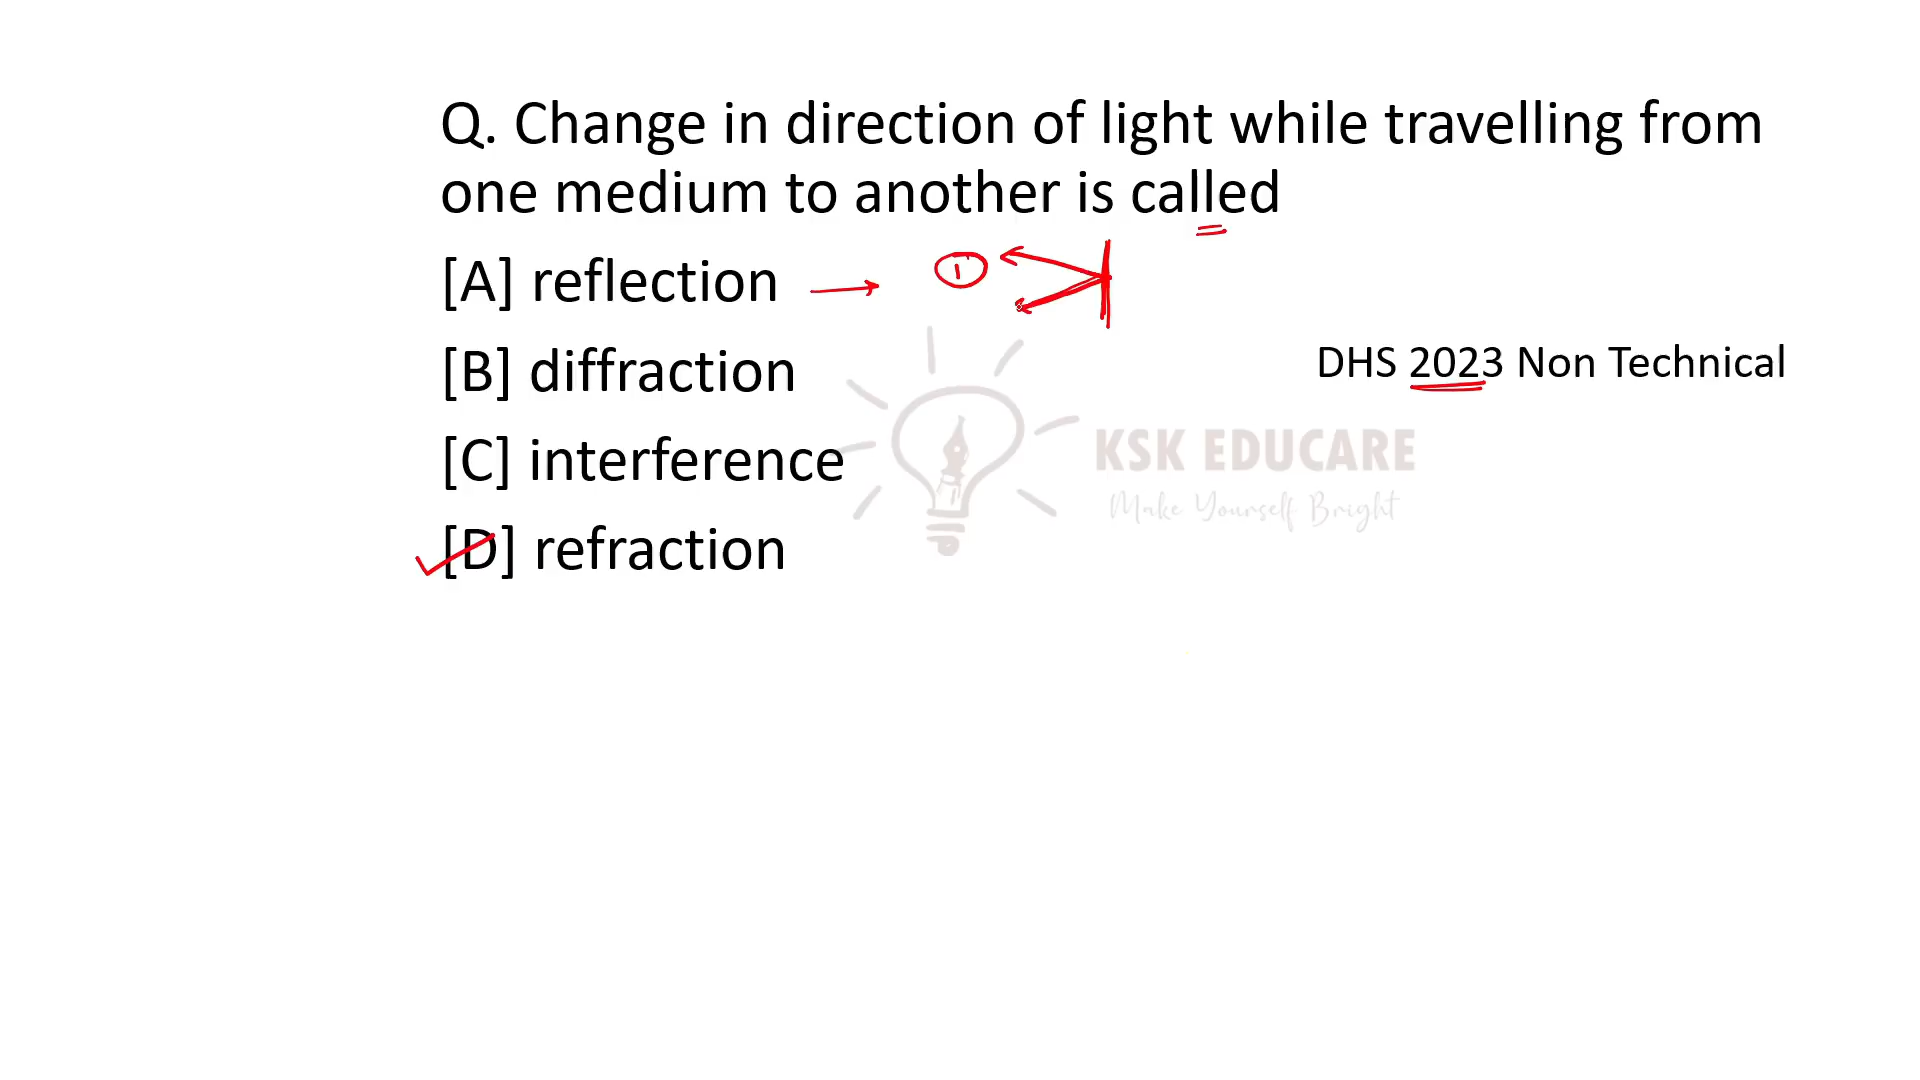 Q. Change in direction of light while travelling from
one medium to another is called
[A] reflection
1
[B] diffraction
DHS 2023 Non Technical
[C] interference
KSK EDUCARE
Make Yourself Bright
[D] refraction